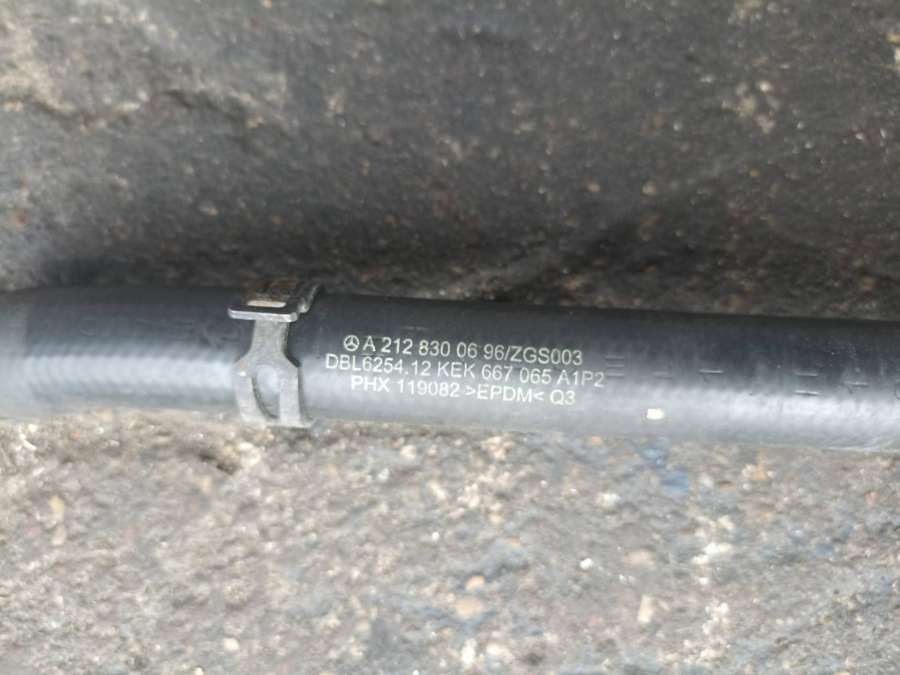 A 212 830 06 96/ZGS003
DBL6254.12 KEK 667 065 A1P2
PHX 119082 >EPDM< Q3